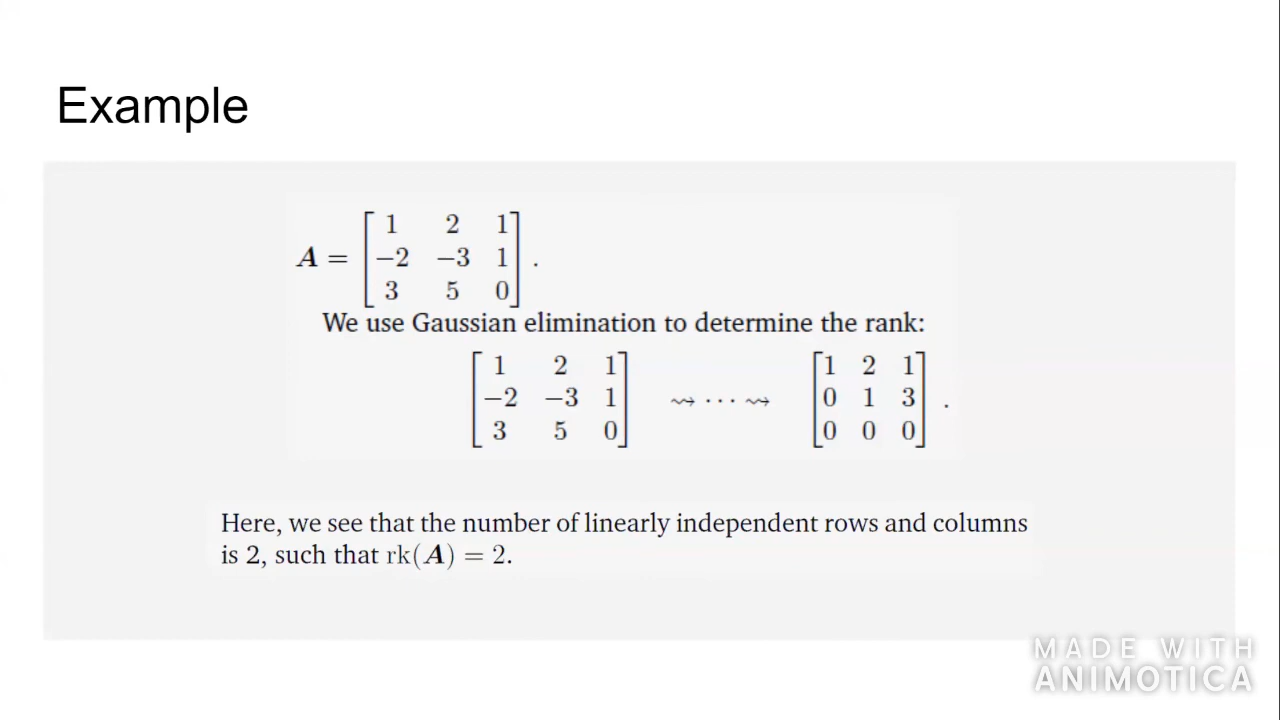 Example
A = [ 1 2 1
−2 −3 1
3 5 0 ] .
We use Gaussian elimination to determine the rank:
[ 1 2 1 ] [ 1 2 1 ]
[ −2 −3 1 ] ⇝ ⋯ ⇝ [ 0 1 3 ] .
[ 3 5 0 ] [ 0 0 0 ]
Here, we see that the number of linearly independent rows and columns
is 2, such that rk(A) = 2.
MADE WITH
ANIMOTICA